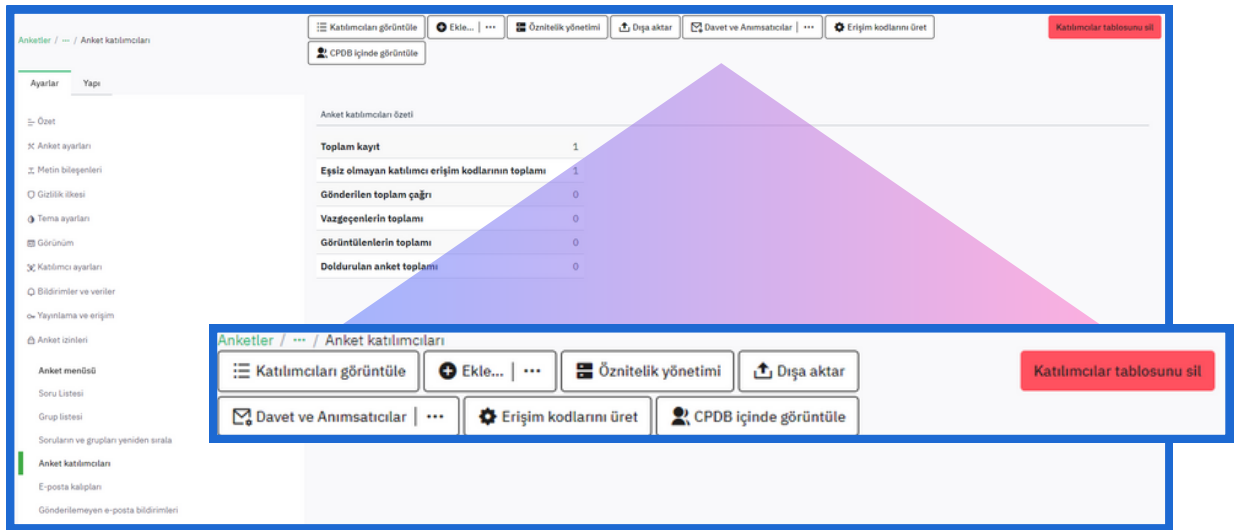 Anketler / ··· / Anket katılımcıları
Katılımcıları görüntüle
Ekle... | ···
Öznitelik yönetimi
Dışa aktar
Davet ve Anımsatıcılar | ···
Erişim kodlarını üret
Katılımcılar tablosunu sil
CPDB içinde görüntüle
Ayarlar
Yapı
Özet
Anket ayarları
Metin bileşenleri
Gizlilik ilkesi
Tema ayarları
Görünüm
Katılımcı ayarları
Bildirimler ve veriler
Yayınlama ve erişim
Anket izinleri
Anket menüsü
Soru Listesi
Grup listesi
Soruların ve grupları yeniden sırala
Anket katılımcıları
E-posta kalıpları
Gönderilemeyen e-posta bildirimleri
Anket katılımcıları özeti
Toplam kayıt 1
Eşsiz olmayan katılımcı erişim kodlarının toplamı 1
Gönderilen toplam çağrı 0
Vazgeçenlerin toplamı 0
Görüntülenlerin toplamı 0
Doldurulan anket toplamı 0
Anketler / ··· / Anket katılımcıları
Katılımcıları görüntüle
Ekle... | ···
Öznitelik yönetimi
Dışa aktar
Katılımcılar tablosunu sil
Davet ve Anımsatıcılar | ···
Erişim kodlarını üret
CPDB içinde görüntüle